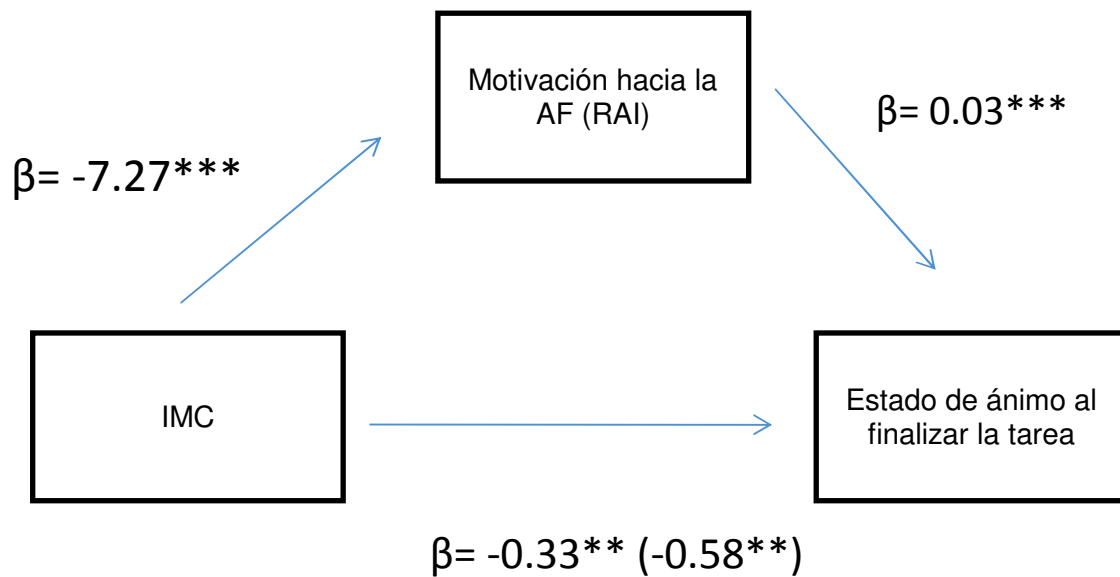 Motivación hacia la
AF (RAI)
β= 0.03***
β= -7.27***
IMC
Estado de ánimo al
finalizar la tarea
β= -0.33** (-0.58**)